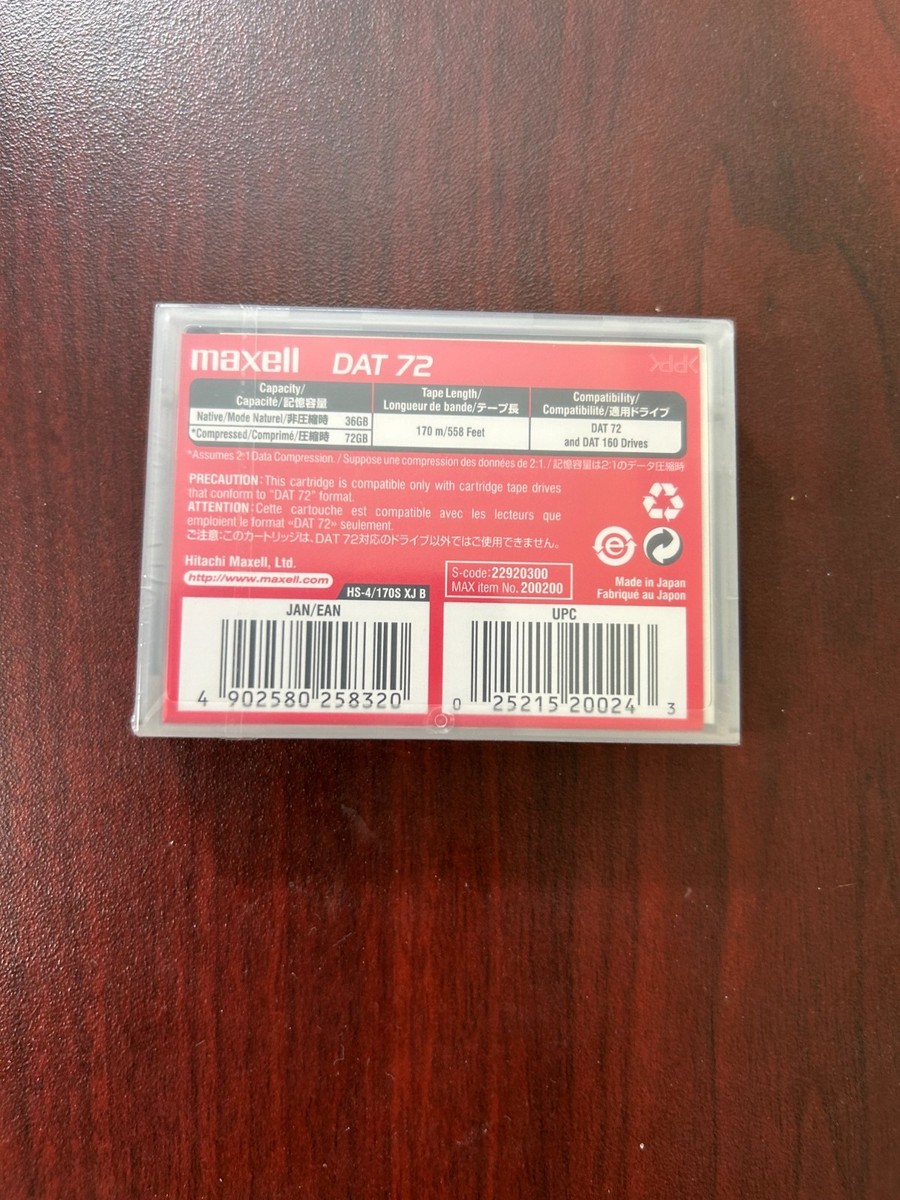 maxell DAT 72
Capacity/
Capacité/記憶容量
Native/Mode Naturel/非圧縮時 36GB
*Compressed/Comprimé/圧縮時 72GB
Tape Length/
Longueur de bande/テープ長
170 m/558 Feet
Compatibility/
Compatibilité/適用ドライブ
DAT 72
and DAT 160 Drives
*Assumes 2:1 Data Compression. / Suppose une compression des données de 2:1. / 記憶容量は2:1のデータ圧縮時
PRECAUTION: This cartridge is compatible only with cartridge tape drives
that conform to "DAT 72" format.
ATTENTION: Cette cartouche est compatible avec les lecteurs que
emploient le format «DAT 72» seulement.
ご注意:このカートリッジは、DAT 72対応のドライブ以外ではご使用できません。
Hitachi Maxell, Ltd.
http://www.maxell.com
HS-4/170S XJ B
S-code: 22920300
MAX item No. 200200
e
Made in Japan
Fabriqué au Japon
JAN/EAN
4 902580 258320
UPC
0 25215 20024 3